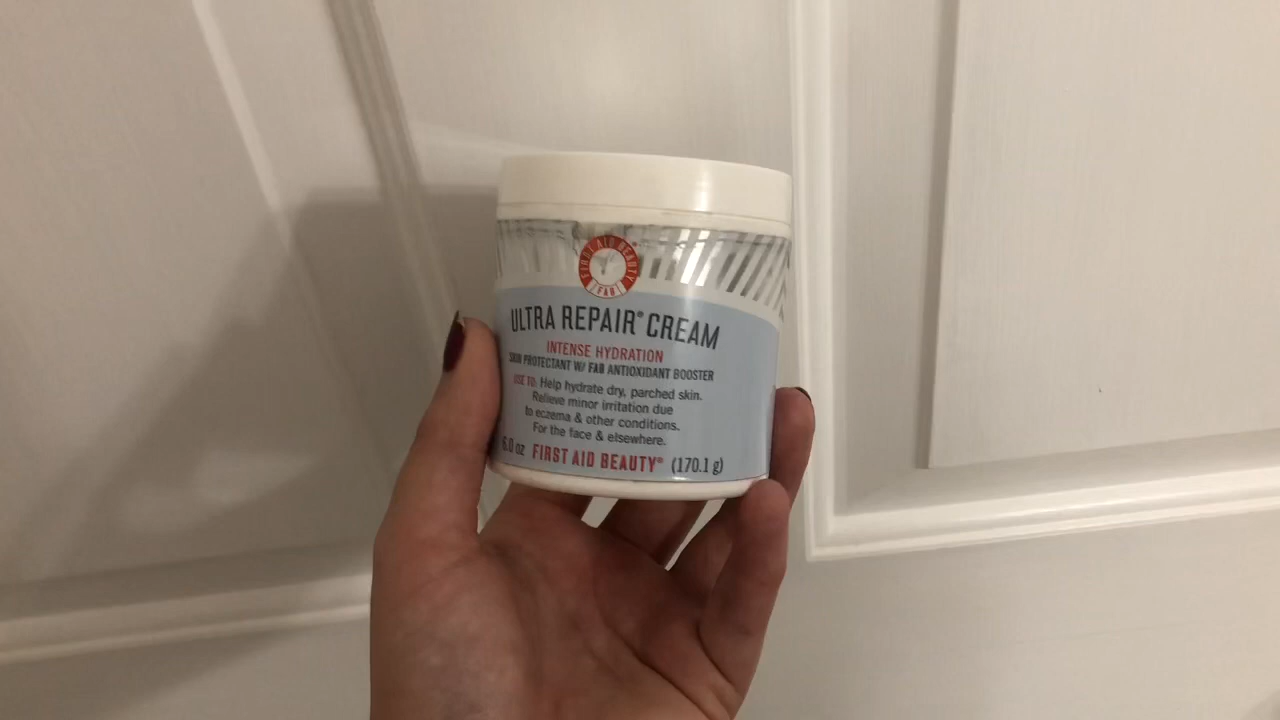 FIRST AID BEAUTY
FAB
ULTRA REPAIR® CREAM
INTENSE HYDRATION
SKIN PROTECTANT W/ FAB ANTIOXIDANT BOOSTER
USE TO: Help hydrate dry, parched skin.
Relieve minor irritation due
to eczema & other conditions.
For the face & elsewhere.
6.0 oz FIRST AID BEAUTY® (170.1 g)